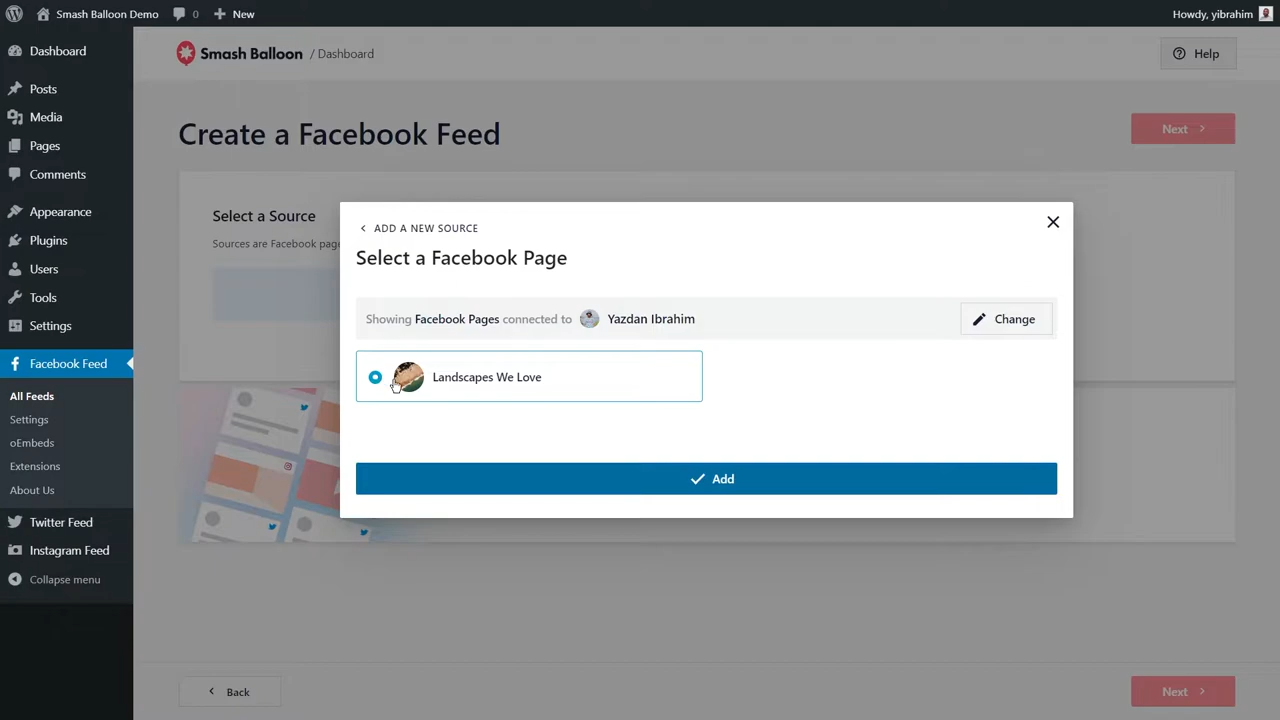 Smash Balloon Demo
0
New
Howdy, yibrahim
Dashboard
Posts
Media
Pages
Comments
Appearance
Plugins
Users
Tools
Settings
Facebook Feed
All Feeds
Settings
oEmbeds
Extensions
About Us
Twitter Feed
Instagram Feed
Collapse menu
Smash Balloon / Dashboard
Help
Create a Facebook Feed
Next
Select a Source
Sources are Facebook page
ADD A NEW SOURCE
Select a Facebook Page
Showing Facebook Pages connected to Yazdan Ibrahim
Change
Landscapes We Love
Add
Back
Next